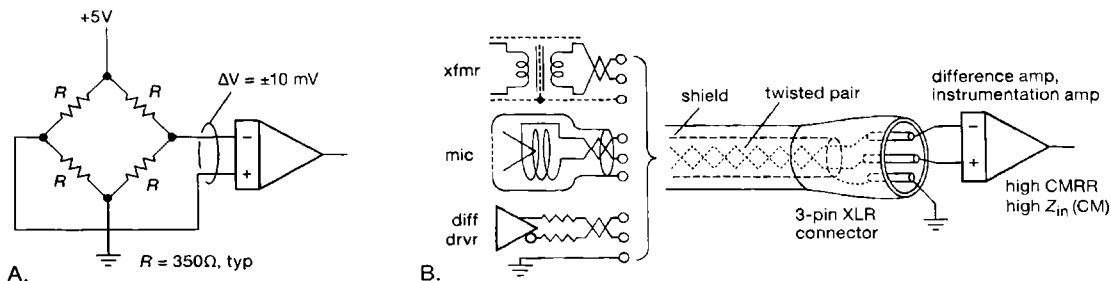 +5V
R
R
R
R
ΔV = ±10 mV
−
+
R = 350Ω, typ
A.
xfmr
mic
diff
drvr
shield
twisted pair
3-pin XLR
connector
difference amp,
instrumentation amp
−
+
high CMRR
high Zin (CM)
B.